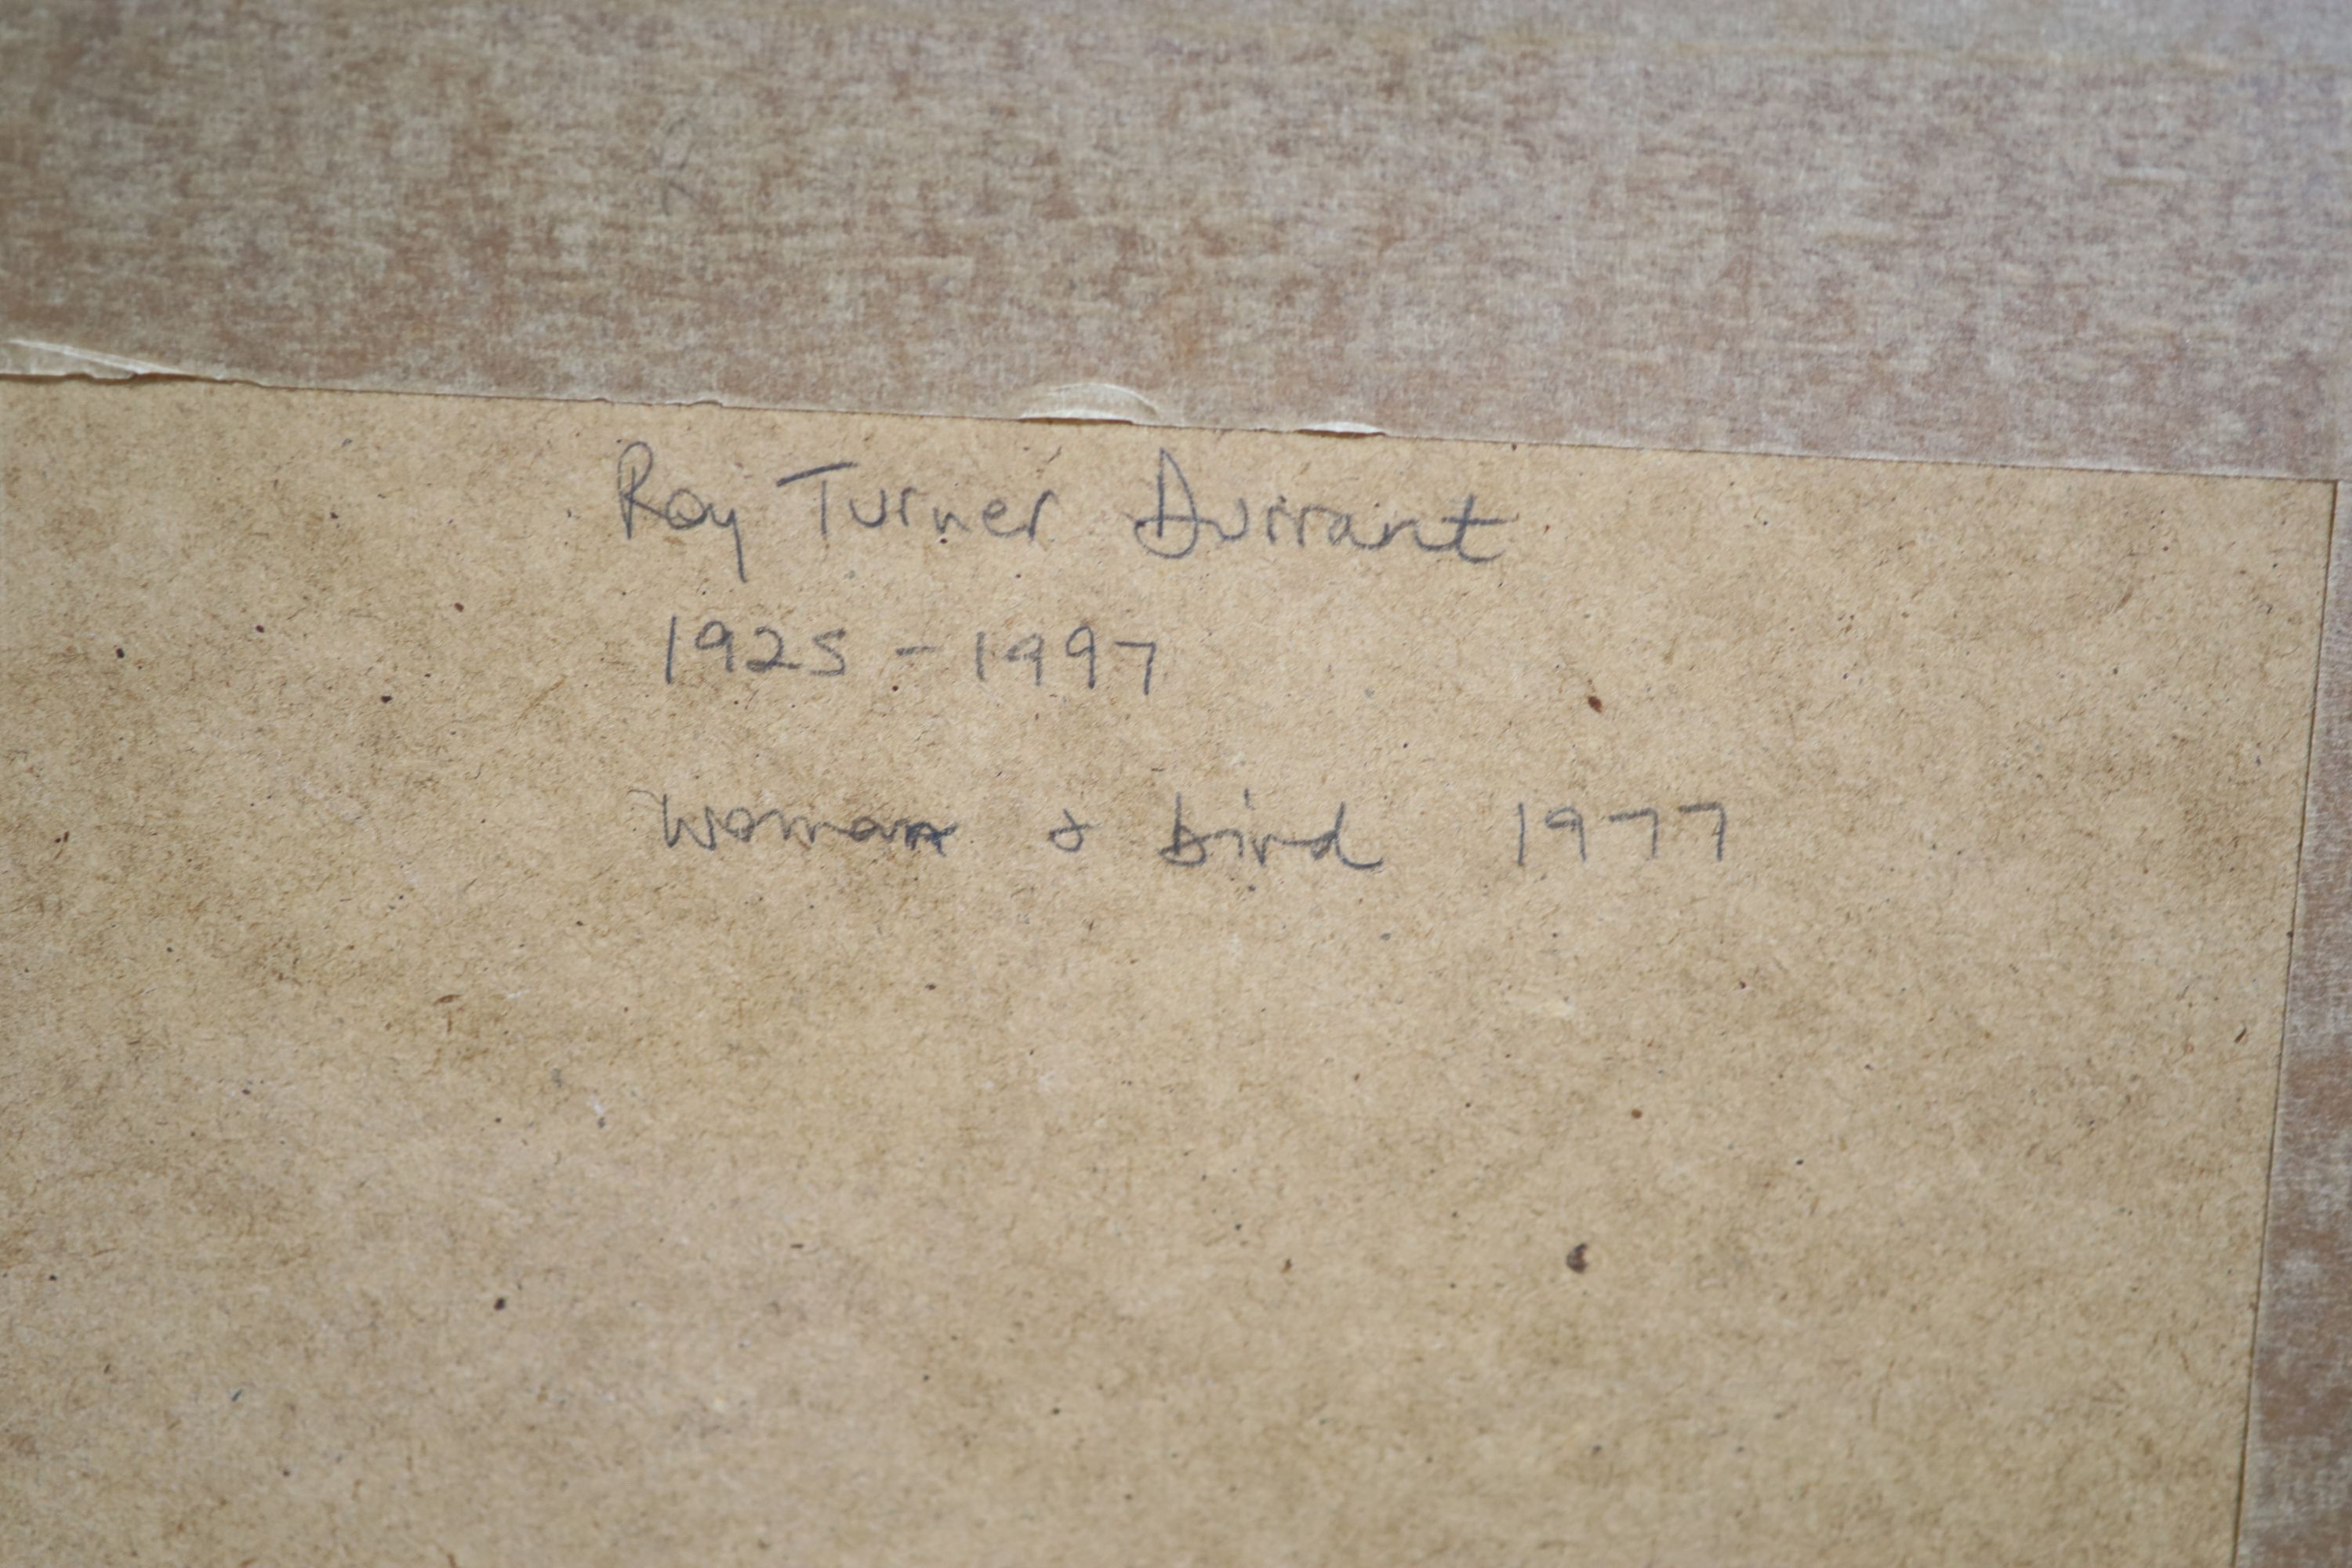 Roy Turner Durrant
1925 - 1997
Woman & bird 1977